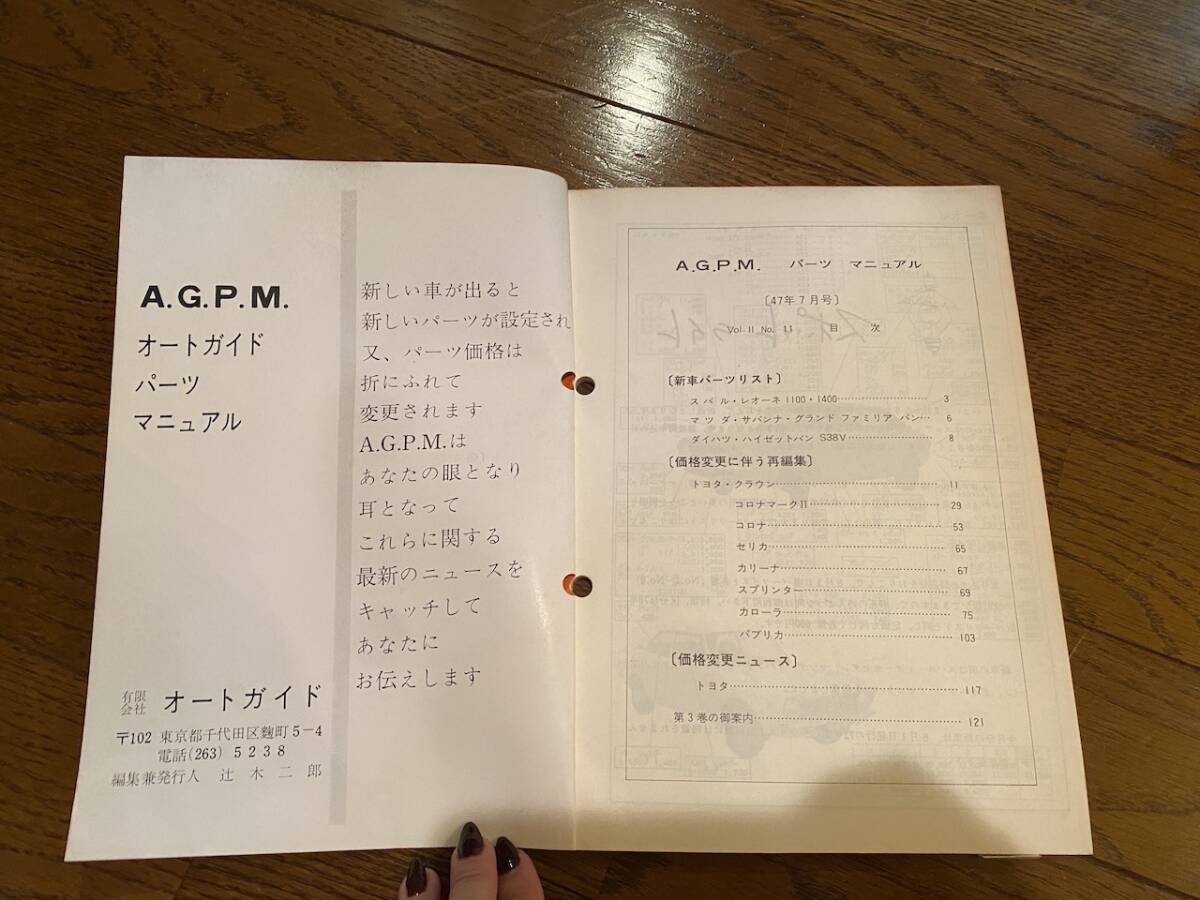 A.G.P.M.
オートガイド
パーツ
マニュアル
有限会社 オートガイド
〒102 東京都千代田区麴町5-4
電話(263) 5238
編集兼発行人 辻木二郎
新しい車が出ると
新しいパーツが設定され
又、パーツ価格は
折にふれて
変更されます
A.G.P.M.は
あなたの眼となり
耳となって
これらに関する
最新のニュースを
キャッチして
あなたに
お伝えします
A.G.P.M. パーツ マニュアル
〔47年7月号〕
Vol. II No. 11 目 次
〔新車パーツリスト〕
スバル・レオーネ 1100・1400 3
マツダ・サバンナ・グランド ファミリア バン 6
ダイハツ・ハイゼットバン S38V 8
〔価格変更に伴う再編集〕
トヨタ・クラウン 11
コロナマークII 29
コロナ 53
セリカ 65
カリーナ 67
スプリンター 69
カローラ 75
パブリカ 103
〔価格変更ニュース〕
トヨタ 117
第3巻の御案内 121